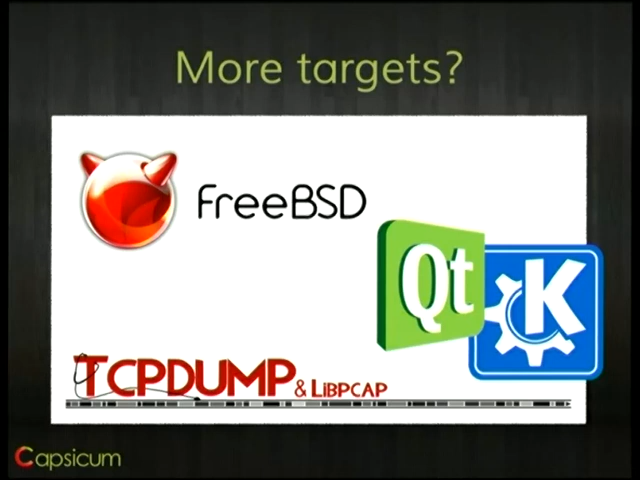 More targets?
FreeBSD
Qt
K
TCPDUMP & LiBPCAP
Capsicum